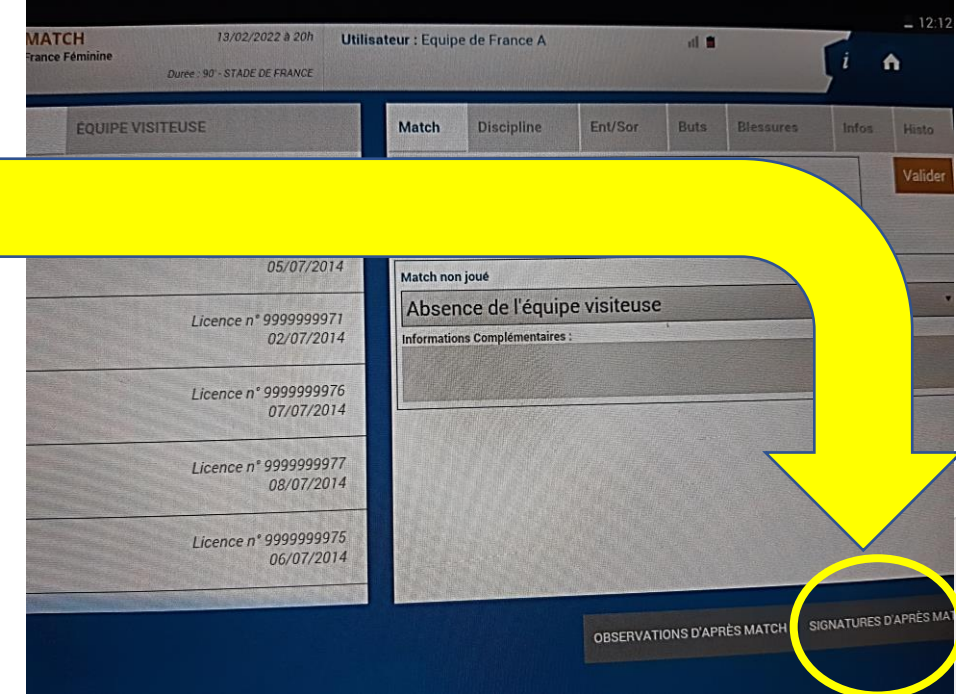 12:12
MATCH
France Féminine
13/02/2022 à 20h
Durée : 90' - STADE DE FRANCE
Utilisateur : Equipe de France A
i
ÉQUIPE VISITEUSE
Match Discipline Ent/Sor Buts Blessures Infos Histo
Valider
05/07/2014
Licence n° 9999999971
02/07/2014
Licence n° 9999999976
07/07/2014
Licence n° 9999999977
08/07/2014
Licence n° 9999999975
06/07/2014
Match non joué
Absence de l'équipe visiteuse
Informations Complémentaires :
OBSERVATIONS D'APRÈS MATCH
SIGNATURES D'APRÈS MAT